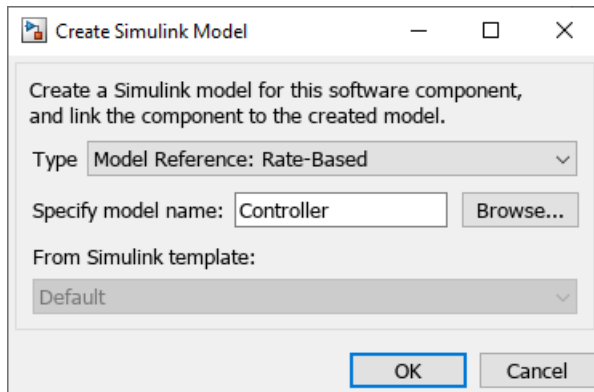 Create Simulink Model
Create a Simulink model for this software component,
and link the component to the created model.
Type Model Reference: Rate-Based
Specify model name: Controller Browse...
From Simulink template:
Default
OK Cancel